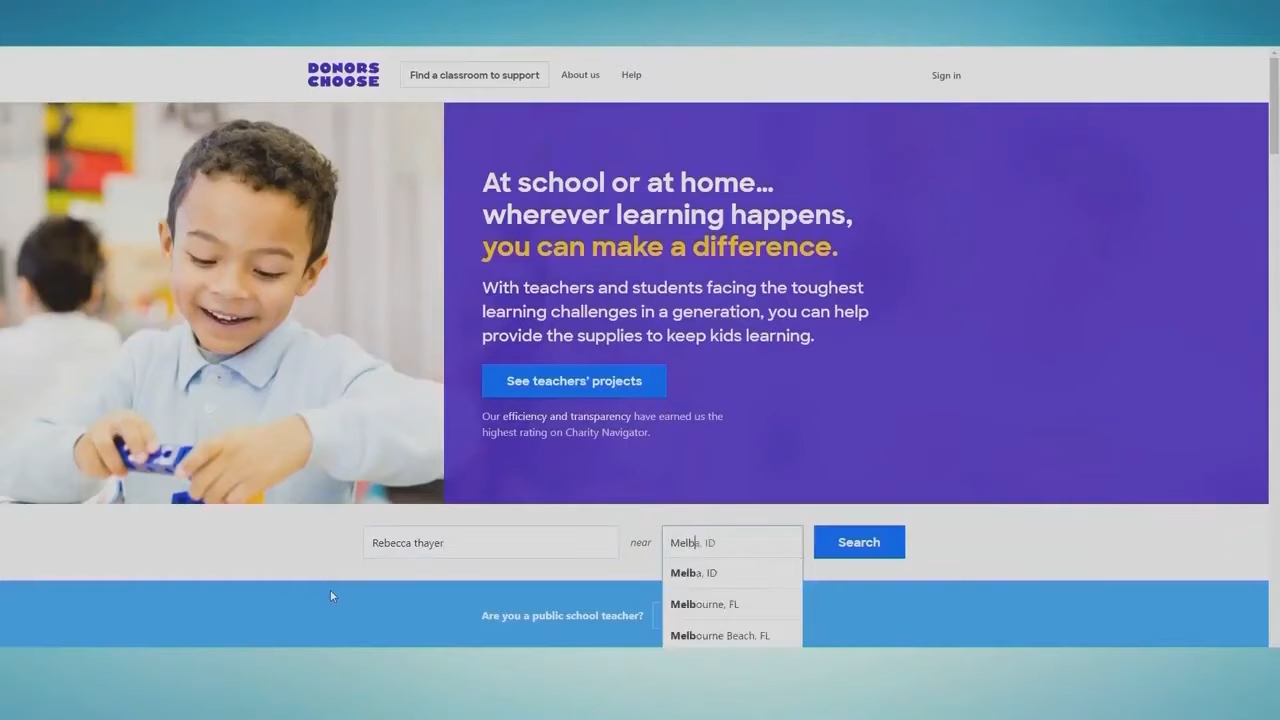 DONORS
CHOOSE
Find a classroom to support
About us
Help
Sign in
At school or at home...
wherever learning happens,
you can make a difference.
With teachers and students facing the toughest
learning challenges in a generation, you can help
provide the supplies to keep kids learning.
See teachers' projects
Our efficiency and transparency have earned us the
highest rating on Charity Navigator.
Rebecca thayer
near
Melba, ID
Search
Melba, ID
Melbourne, FL
Are you a public school teacher?
Melbourne Beach, FL